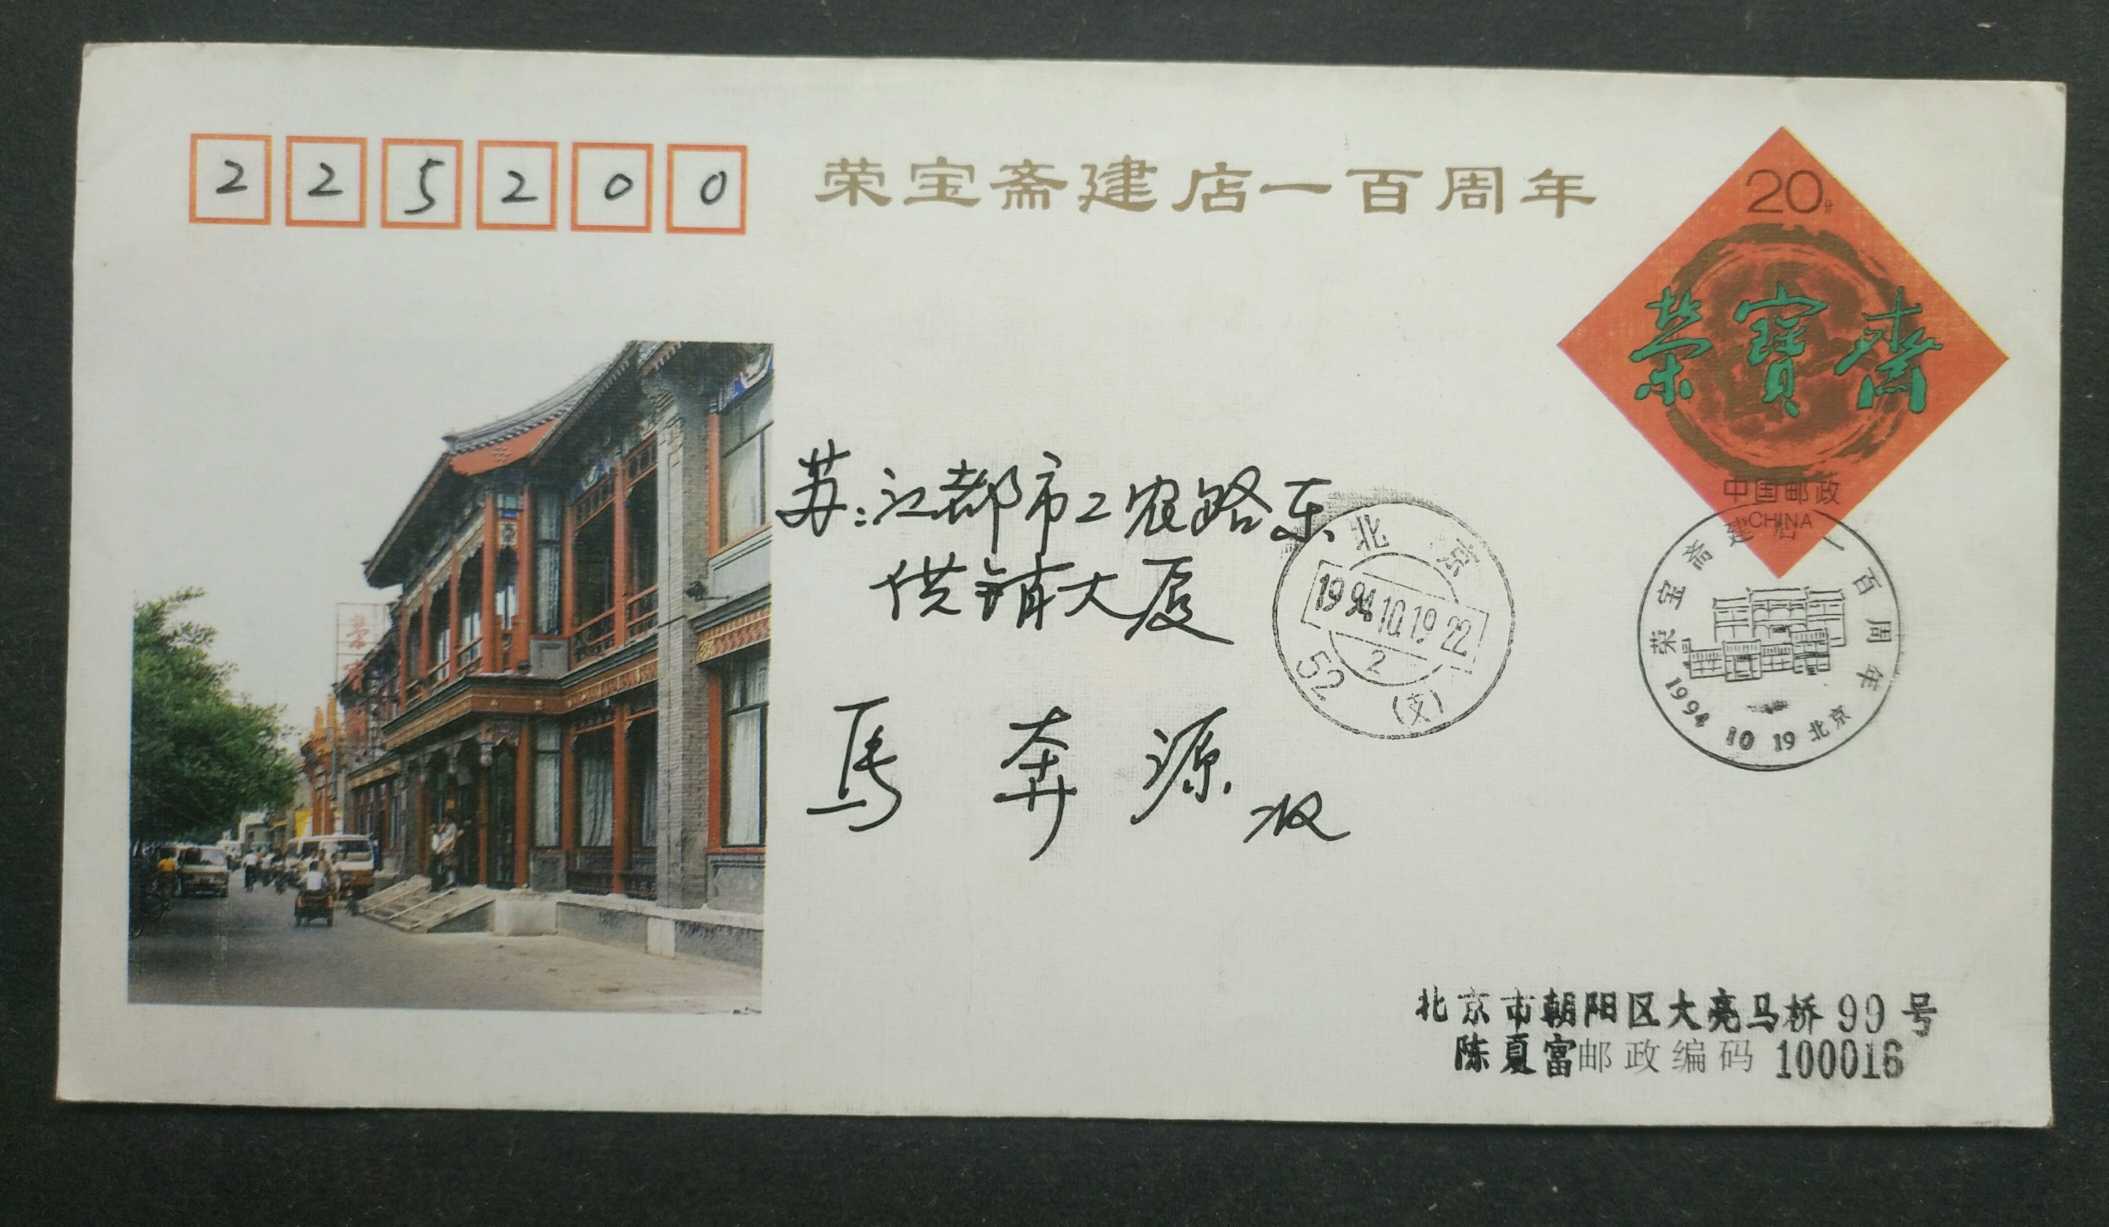 225200
荣宝斋建店一百周年
20分
榮寶齋
中国邮政
CHINA
苏:江都市工农路东
供销大厦
马奔源收
北京
1994.10.19.22
2
52 (支)
荣宝斋建店一百周年
1994 10 19 北京
荣
北京市朝阳区大亮马桥99号
陈夏富邮政编码 100016